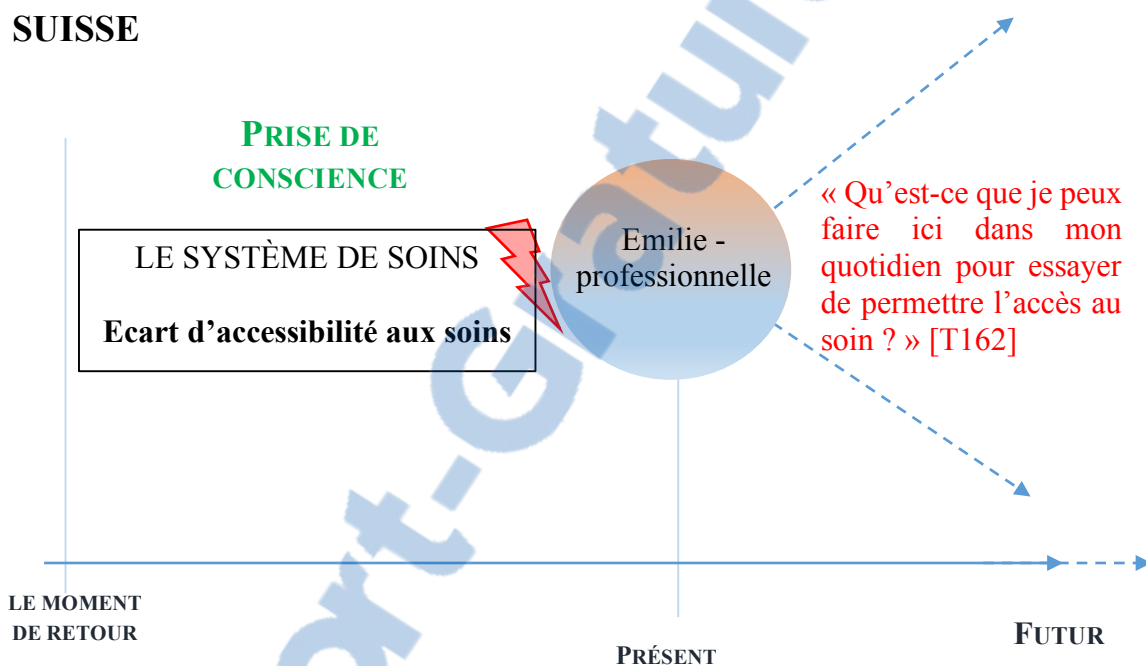 SUISSE
PRISE DE
CONSCIENCE
LE SYSTÈME DE SOINS
Ecart d'accessibilité aux soins
Emilie -
professionnelle
« Qu'est-ce que je peux
faire ici dans mon
quotidien pour essayer
de permettre l'accès au
soin ? » [T162]
LE MOMENT
DE RETOUR
PRÉSENT
FUTUR
ort-Gratui